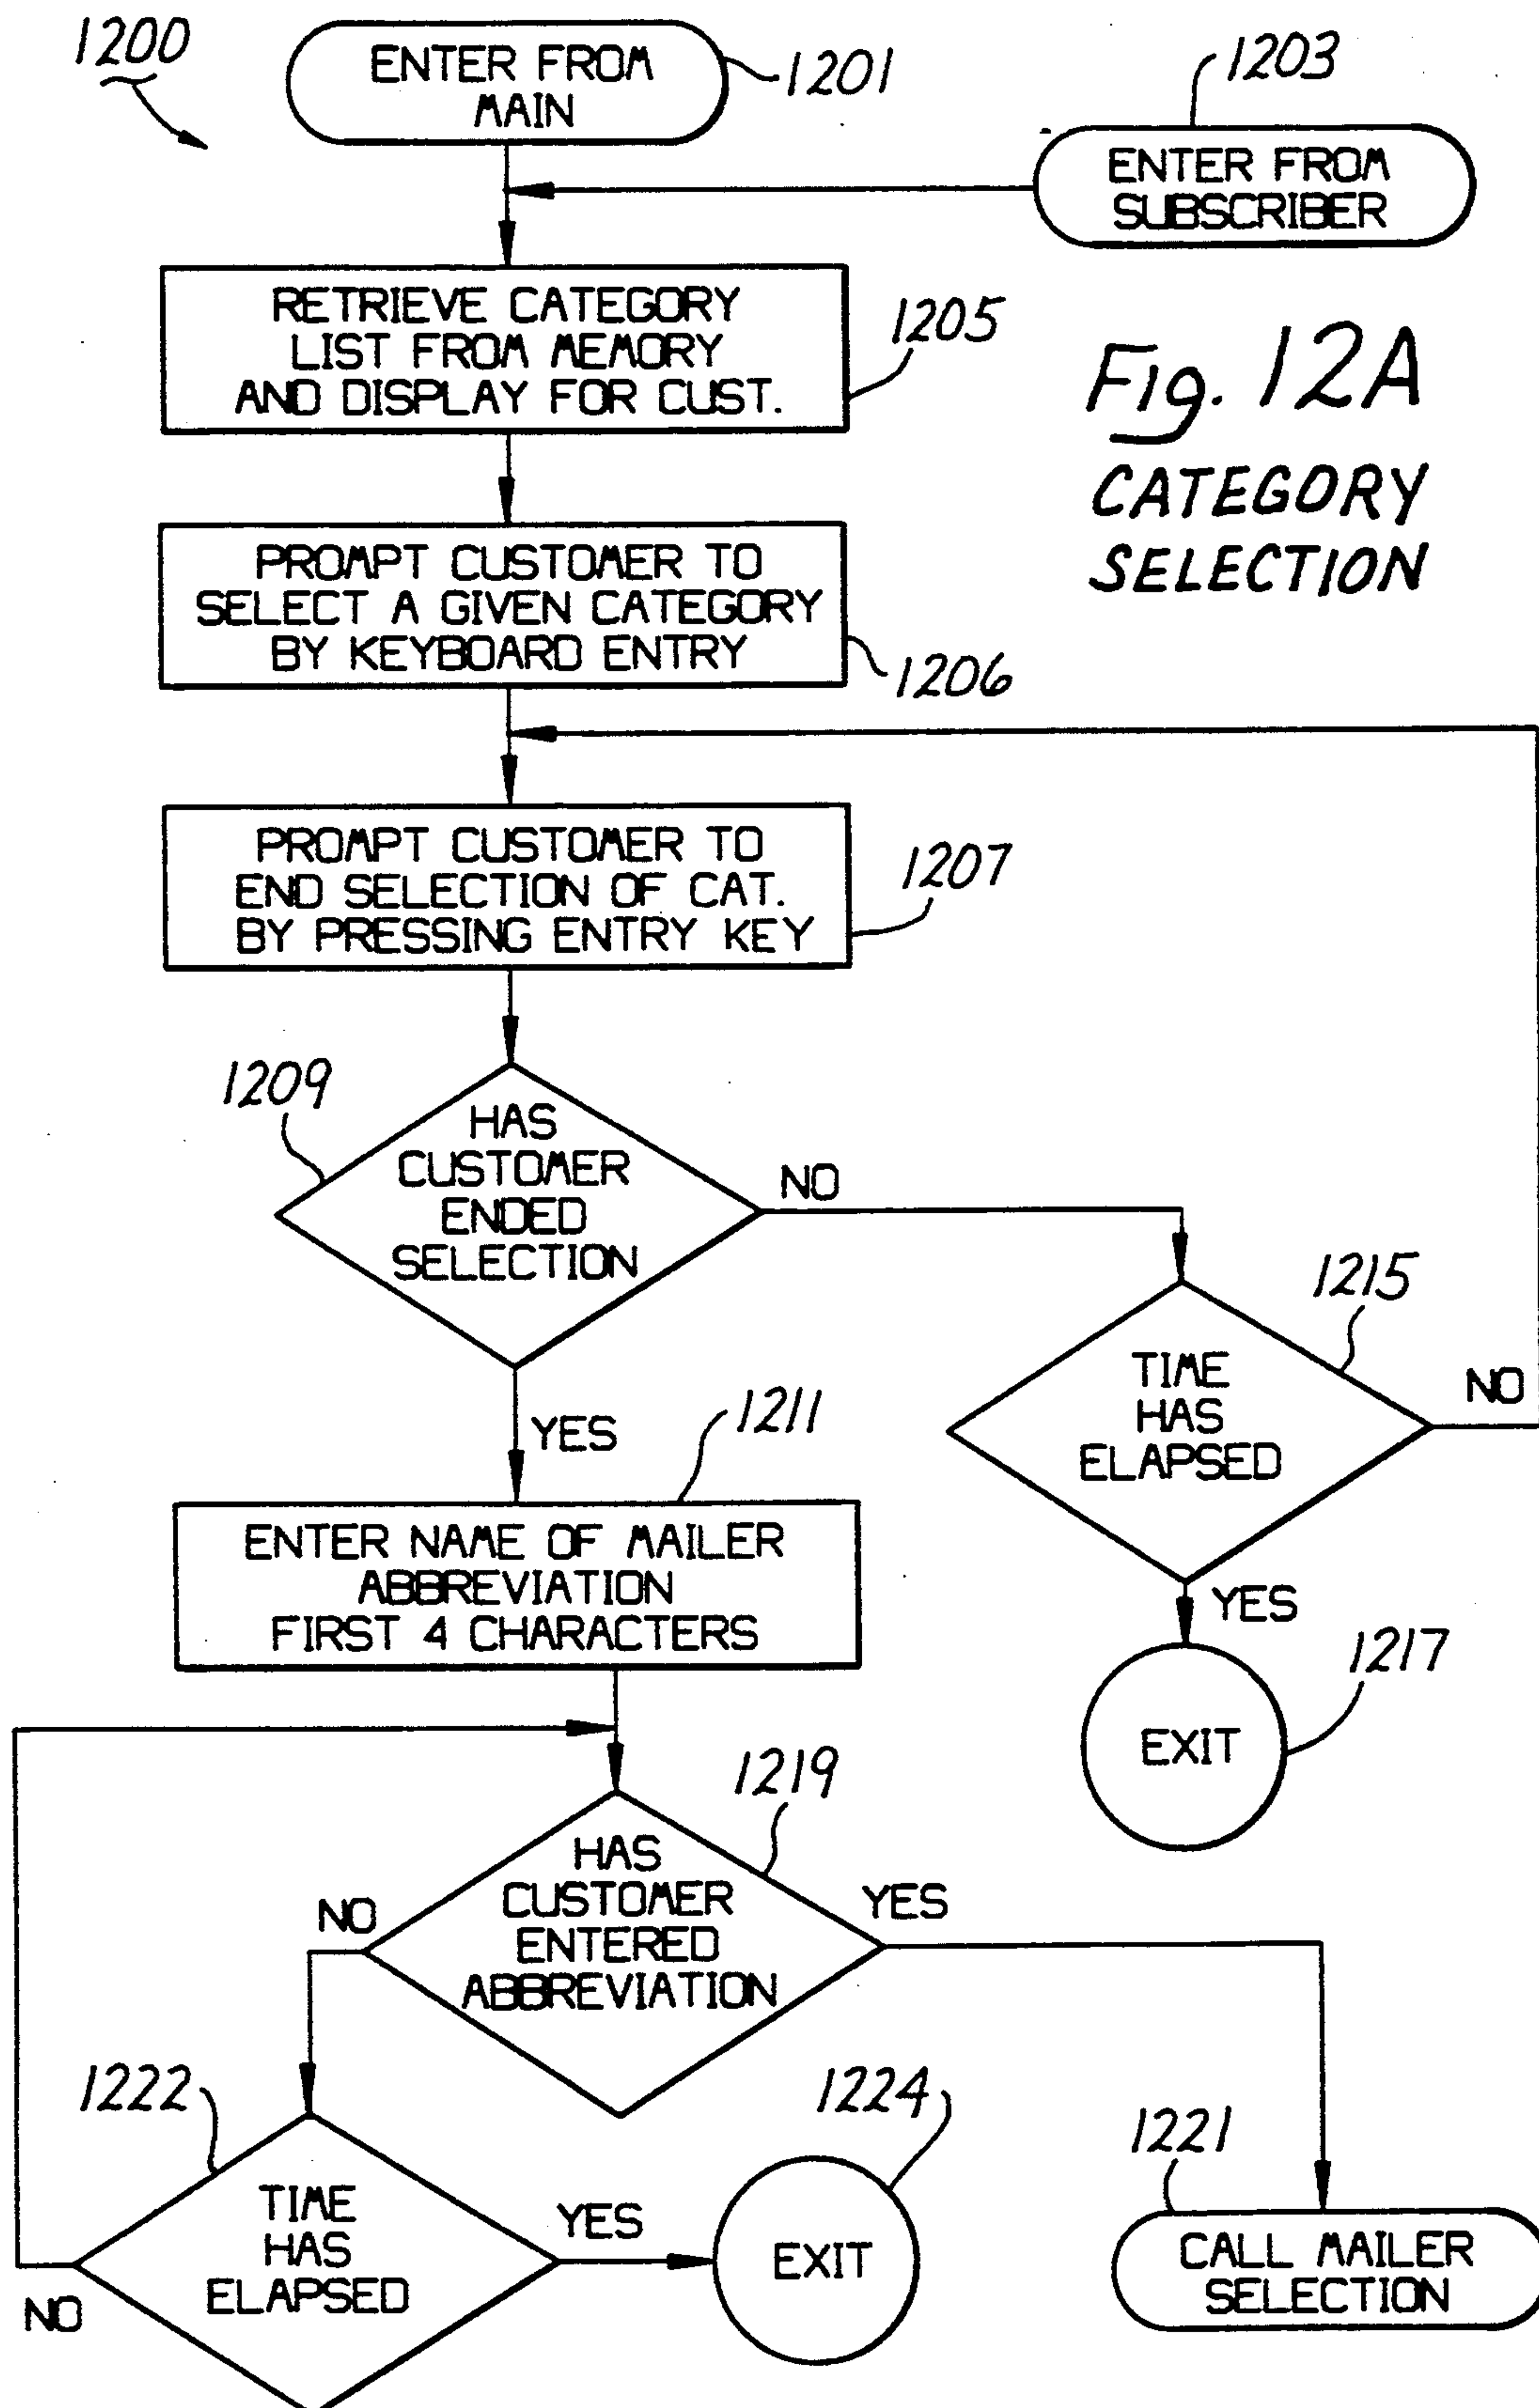 1200
ENTER FROM
MAIN
1201
1203
ENTER FROM
SUBSCRIBER
RETRIEVE CATEGORY
LIST FROM MEMORY
AND DISPLAY FOR CUST.
1205
Fig. 12A
CATEGORY
SELECTION
PROMPT CUSTOMER TO
SELECT A GIVEN CATEGORY
BY KEYBOARD ENTRY
1206
PROMPT CUSTOMER TO
END SELECTION OF CAT.
BY PRESSING ENTRY KEY
1207
1209
HAS
CUSTOMER
ENDED
SELECTION
NO
1215
TIME
HAS
ELAPSED
NO
YES
1211
YES
ENTER NAME OF MAILER
ABBREVIATION
FIRST 4 CHARACTERS
1217
EXIT
1219
HAS
CUSTOMER
ENTERED
ABBREVIATION
NO
YES
1222
TIME
HAS
ELAPSED
YES
NO
1224
EXIT
1221
CALL MAILER
SELECTION